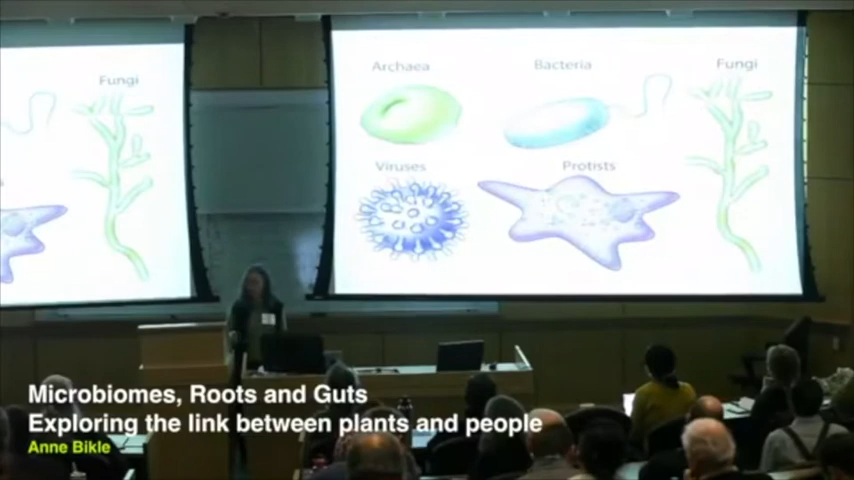 Fungi
Archaea
Bacteria
Fungi
Viruses
Protists
Microbiomes, Roots and Guts
Exploring the link between plants and people
Anne Bikle